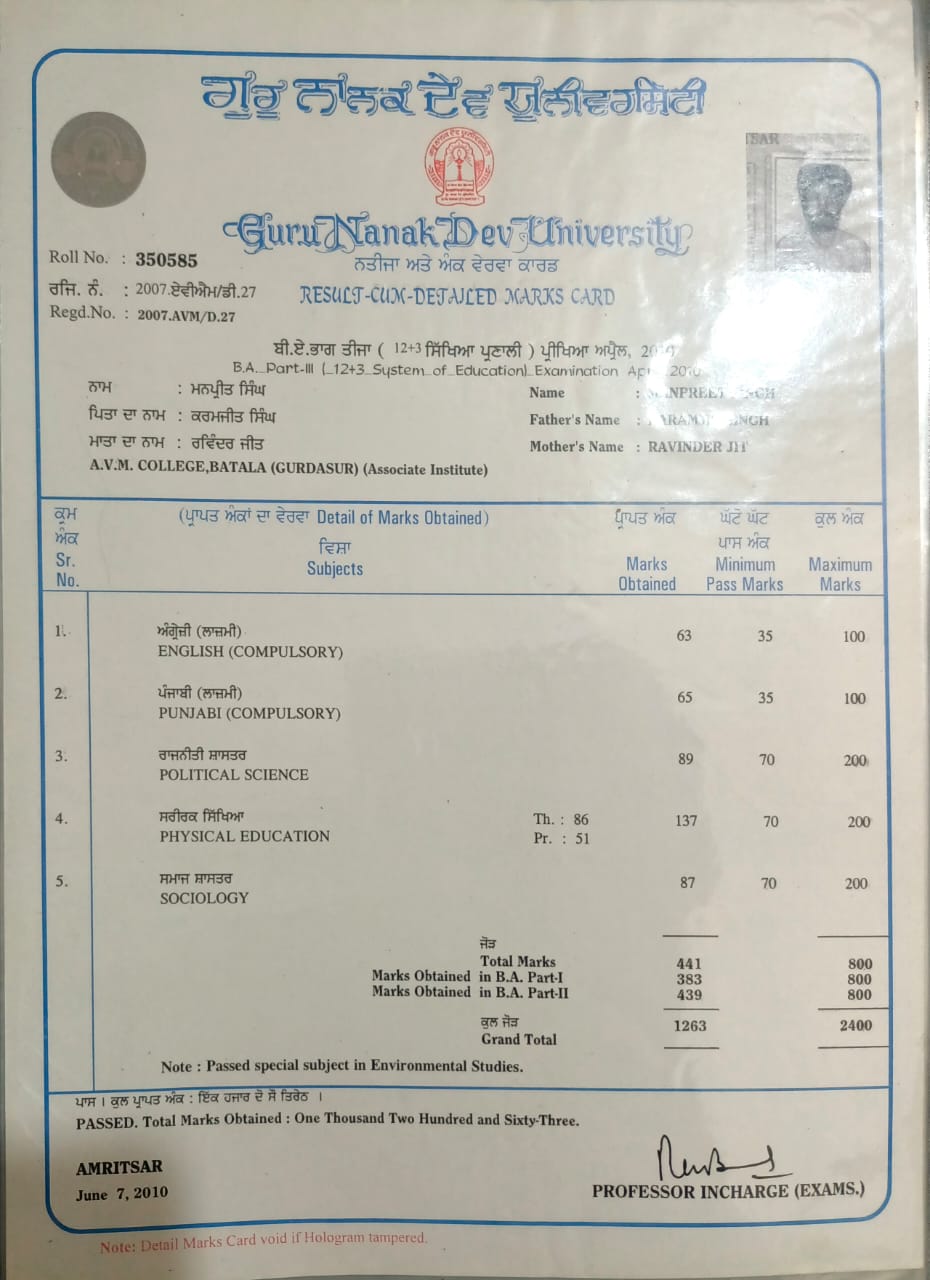 ਗੁਰੂ ਨਾਨਕ ਦੇਵ ਯੂਨੀਵਰਸਿਟੀ
SAR
Guru Nanak Dev University
Roll No. : 350585
ਨਤੀਜਾ ਅਤੇ ਅੰਕ ਵੇਰਵਾ ਕਾਰਡ
ਰਜਿ. ਨੰ. : 2007.ਏਵੀਐਮ/ਡੀ.27
RESULT-CUM-DETAILED MARKS CARD
Regd.No. : 2007.AVM/D.27
ਬੀ.ਏ.ਭਾਗ ਤੀਜਾ ( 12+3 ਸਿੱਖਿਆ ਪ੍ਰਣਾਲੀ ) ਪ੍ਰੀਖਿਆ ਅਪ੍ਰੈਲ,
B.A. Part-III ( 12+3 System of Education) Examination 2010
ਨਾਮ : ਮਨਪ੍ਰੀਤ ਸਿੰਘ Name :
ਪਿਤਾ ਦਾ ਨਾਮ : ਕਰਮਜੀਤ ਸਿੰਘ Father's Name :
ਮਾਤਾ ਦਾ ਨਾਮ : ਰਵਿੰਦਰ ਜੀਤ Mother's Name : RAVINDER
A.V.M. COLLEGE,BATALA (GURDASUR) (Associate Institute)
ਕ੍ਰਮ ਅੰਕ Sr. No.
(ਪ੍ਰਾਪਤ ਅੰਕਾਂ ਦਾ ਵੇਰਵਾ Detail of Marks Obtained)
ਵਿਸ਼ਾ
Subjects
ਪ੍ਰਾਪਤ ਅੰਕ Marks Obtained
ਘੱਟੋ ਘੱਟ ਪਾਸ ਅੰਕ Minimum Pass Marks
ਕੁਲ ਅੰਕ Maximum Marks
1. ਅੰਗ੍ਰੇਜ਼ੀ (ਲਾਜ਼ਮੀ)
ENGLISH (COMPULSORY) 63 35 100
2. ਪੰਜਾਬੀ (ਲਾਜ਼ਮੀ)
PUNJABI (COMPULSORY) 65 35 100
3. ਰਾਜਨੀਤੀ ਸ਼ਾਸਤਰ
POLITICAL SCIENCE 89 70 200
4. ਸਰੀਰਕ ਸਿੱਖਿਆ Th. : 86
PHYSICAL EDUCATION Pr. : 51 137 70 200
5. ਸਮਾਜ ਸ਼ਾਸਤਰ
SOCIOLOGY 87 70 200
ਜੋੜ
Total Marks 441 800
Marks Obtained in B.A. Part-I 383 800
Marks Obtained in B.A. Part-II 439 800
ਕੁਲ ਜੋੜ
Grand Total 1263 2400
Note : Passed special subject in Environmental Studies.
ਪਾਸ । ਕੁਲ ਪ੍ਰਾਪਤ ਅੰਕ : ਇੱਕ ਹਜ਼ਾਰ ਦੋ ਸੌ ਤਿਰੇਠ ।
PASSED. Total Marks Obtained : One Thousand Two Hundred and Sixty-Three.
AMRITSAR
June 7, 2010
PROFESSOR INCHARGE (EXAMS.)
Note: Detail Marks Card void if Hologram tampered.